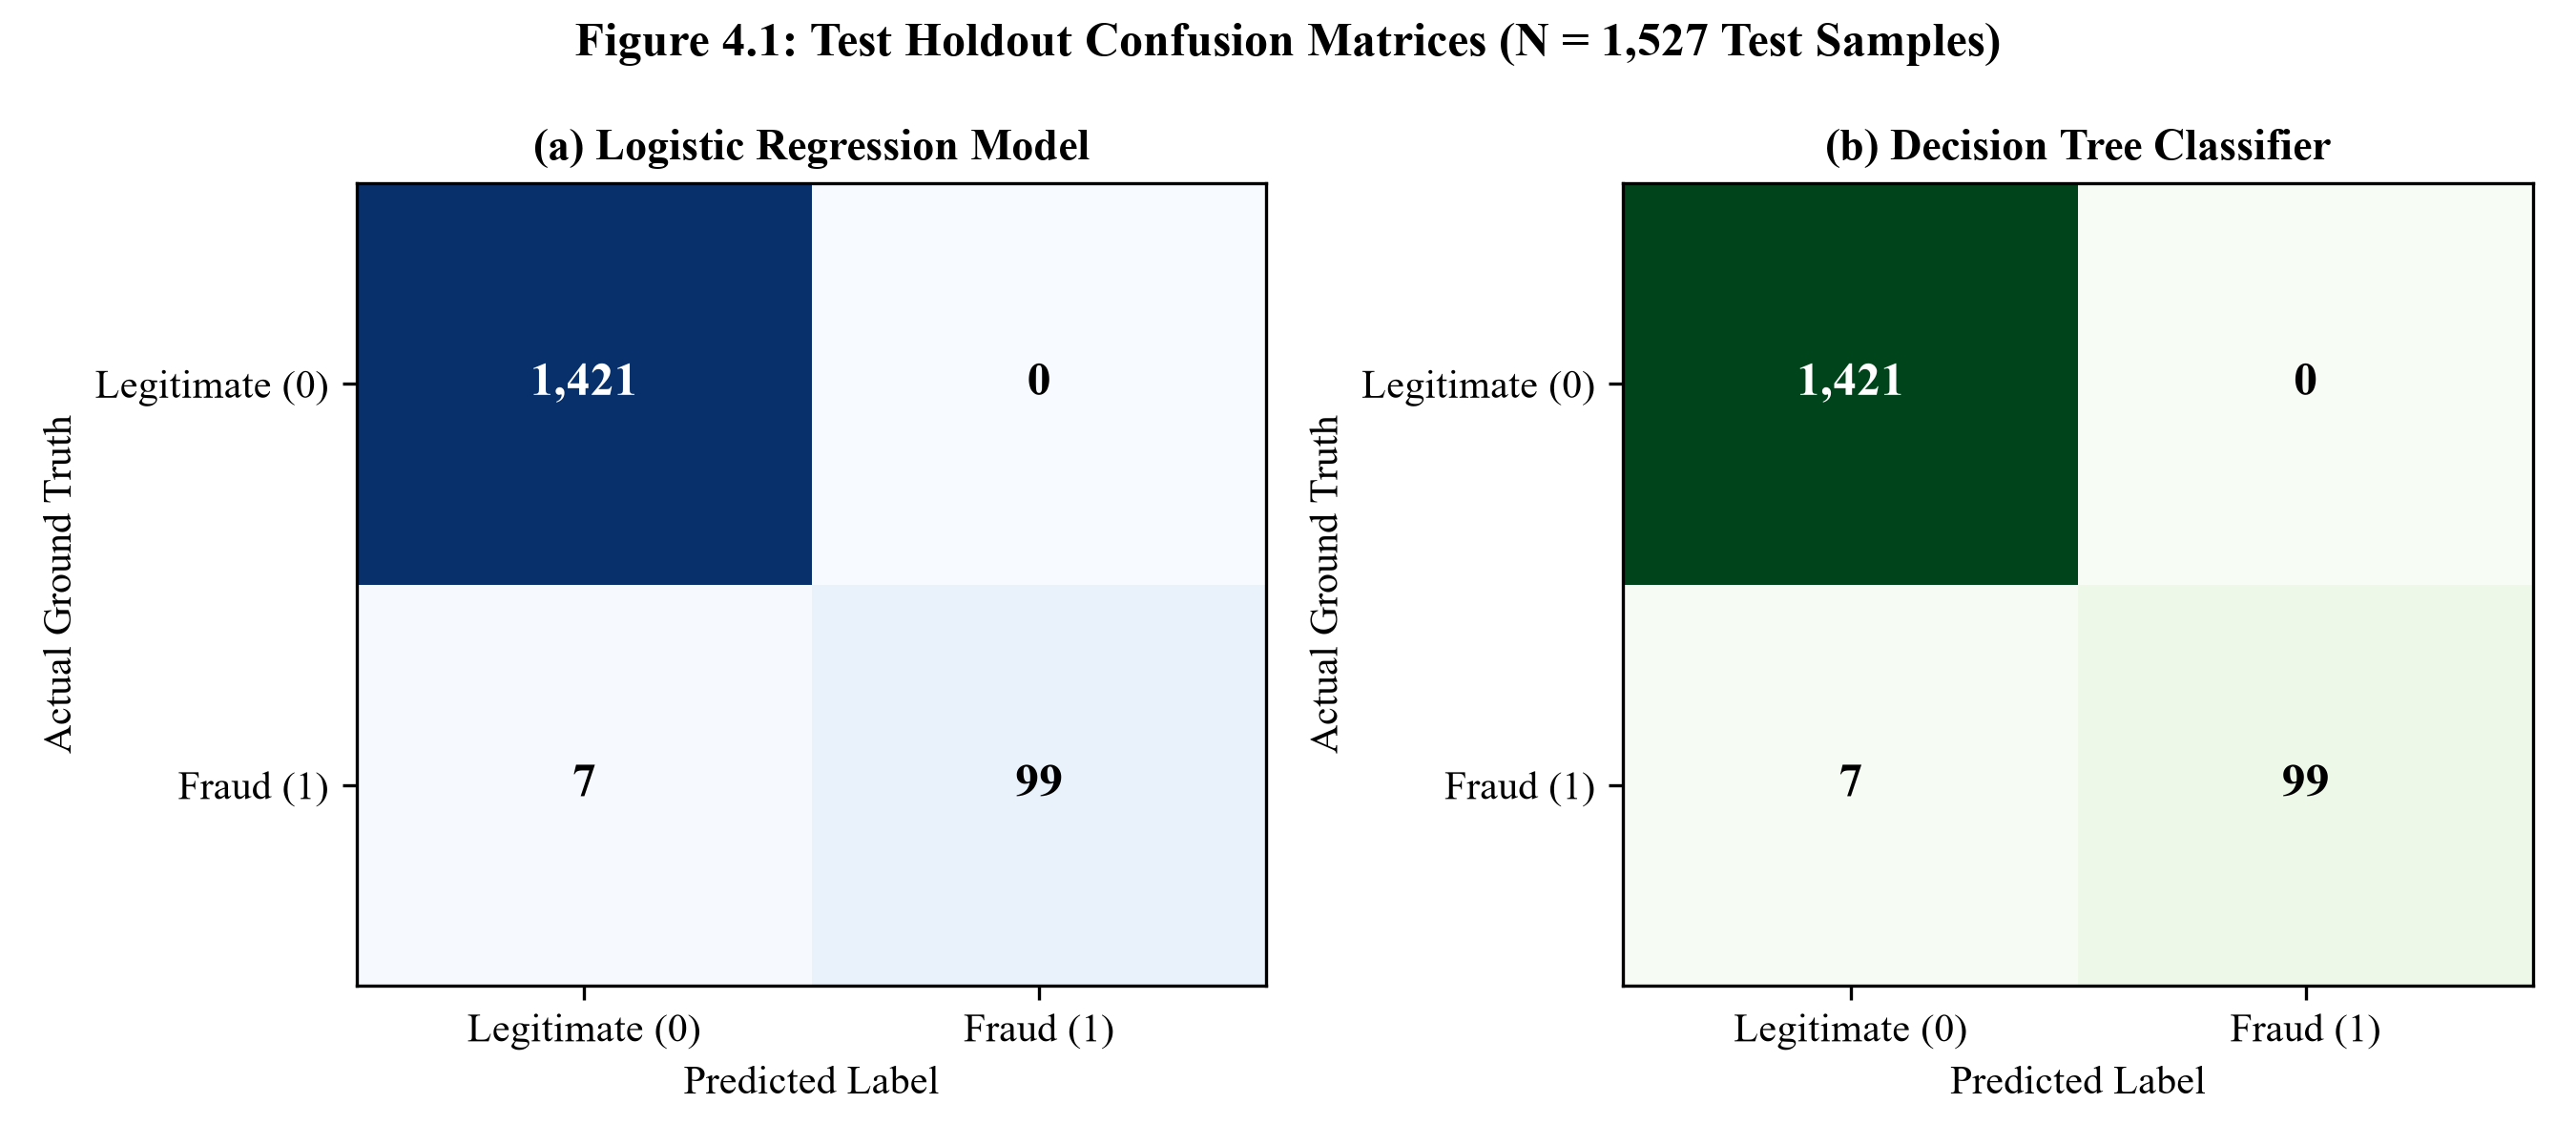 Figure 4.1: Test Holdout Confusion Matrices (N = 1,527 Test Samples)
(a) Logistic Regression Model
Actual Ground Truth
Legitimate (0)
1,421
0
Fraud (1)
7
99
Legitimate (0)
Fraud (1)
Predicted Label
(b) Decision Tree Classifier
Actual Ground Truth
Legitimate (0)
1,421
0
Fraud (1)
7
99
Legitimate (0)
Fraud (1)
Predicted Label